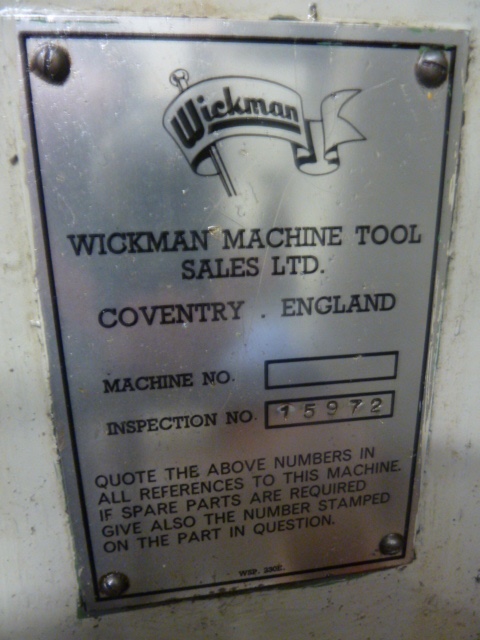 Wickman
WICKMAN MACHINE TOOL
SALES LTD.
COVENTRY . ENGLAND
MACHINE NO.
INSPECTION NO. 15972
QUOTE THE ABOVE NUMBERS IN
ALL REFERENCES TO THIS MACHINE.
IF SPARE PARTS ARE REQUIRED
GIVE ALSO THE NUMBER STAMPED
ON THE PART IN QUESTION.